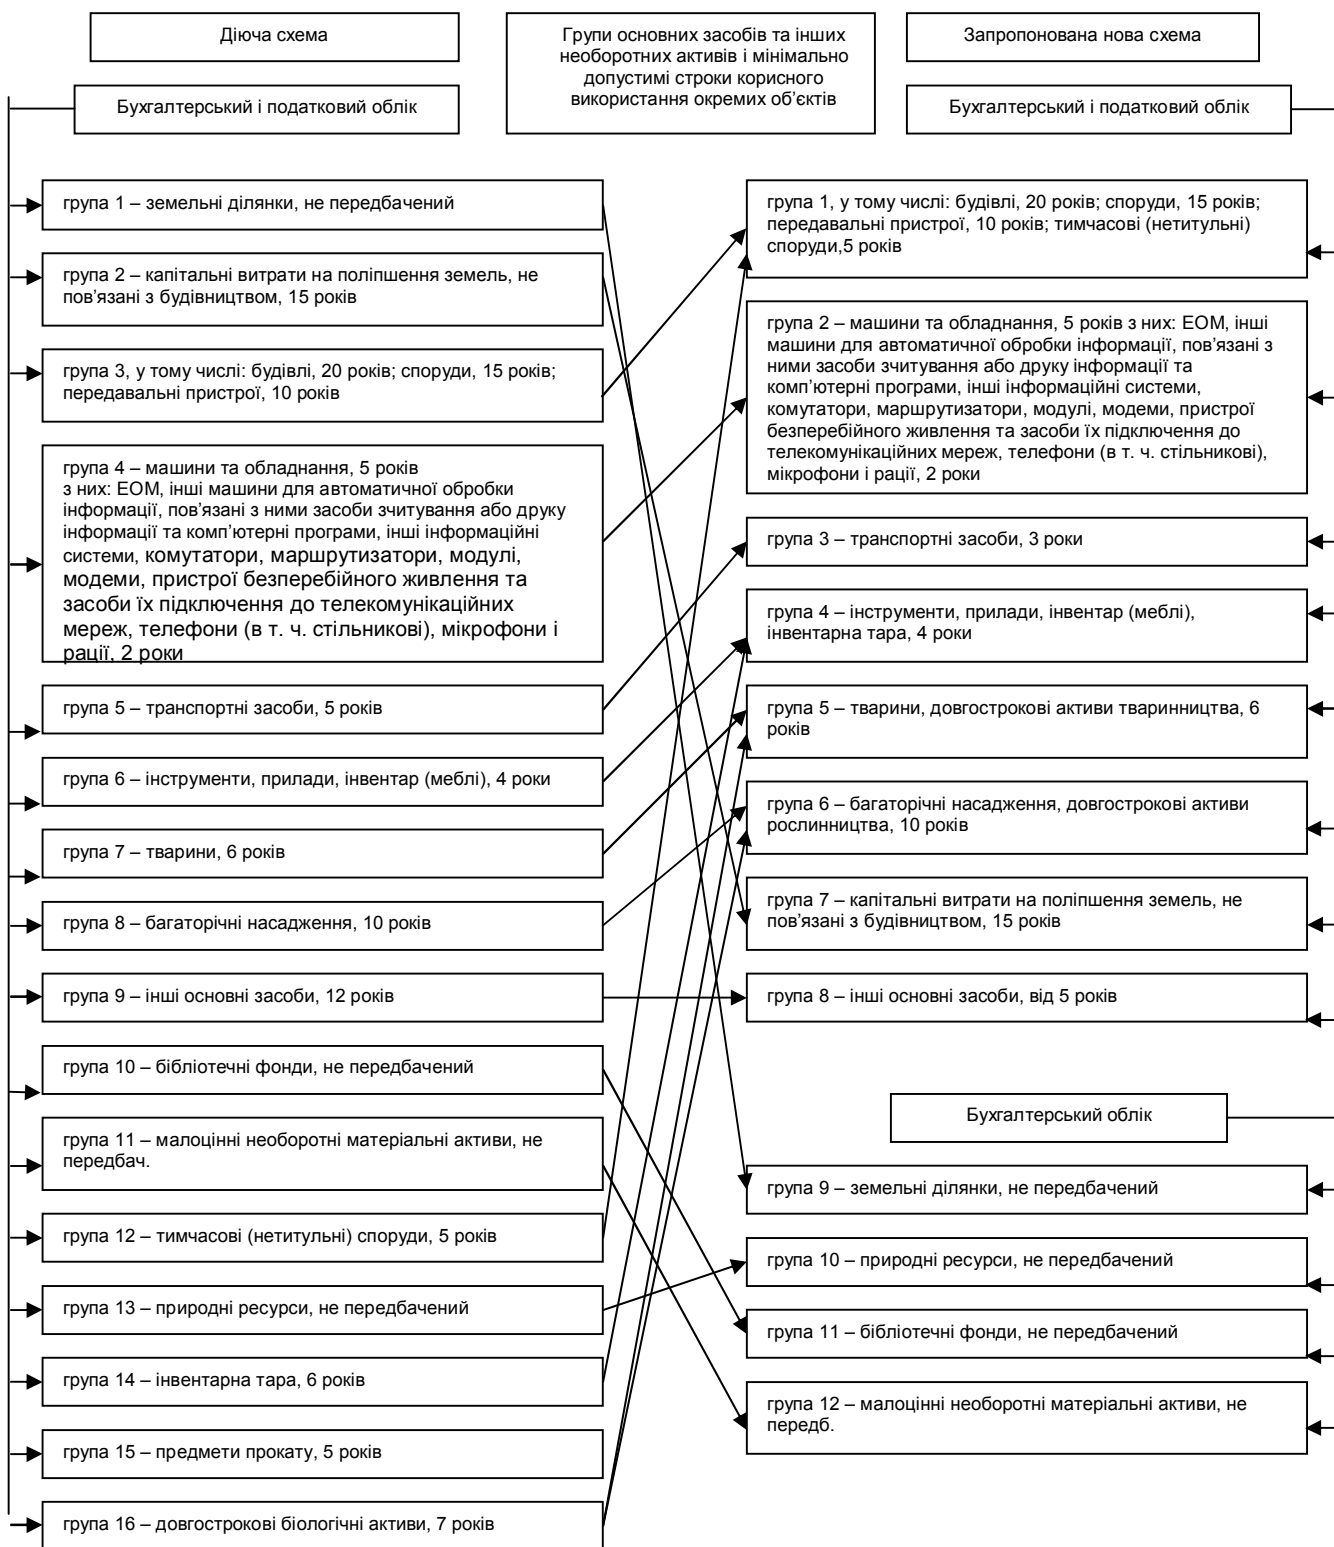 Діюча схема
Групи основних засобів та інших
необоротних активів і мінімально
допустимі строки корисного
використання окремих об’єктів
Запропонована нова схема
Бухгалтерський і податковий облік
Бухгалтерський і податковий облік
група 1 – земельні ділянки, не передбачений
група 2 – капітальні витрати на поліпшення земель, не
пов’язані з будівництвом, 15 років
група 3, у тому числі: будівлі, 20 років; споруди, 15 років;
передавальні пристрої, 10 років
група 4 – машини та обладнання, 5 років
з них: ЕОМ, інші машини для автоматичної обробки
інформації, пов’язані з ними засоби зчитування або друку
інформації та комп’ютерні програми, інші інформаційні
системи, комутатори, маршрутизатори, модулі,
модеми, пристрої безперебійного живлення та
засоби їх підключення до телекомунікаційних
мереж, телефони (в т. ч. стільникові), мікрофони і
рації, 2 роки
група 5 – транспортні засоби, 5 років
група 6 – інструменти, прилади, інвентар (меблі), 4 роки
група 7 – тварини, 6 років
група 8 – багаторічні насадження, 10 років
група 9 – інші основні засоби, 12 років
група 10 – бібліотечні фонди, не передбачений
група 11 – малоцінні необоротні матеріальні активи, не
передбач.
група 12 – тимчасові (нетитульні) споруди, 5 років
група 13 – природні ресурси, не передбачений
група 14 – інвентарна тара, 6 років
група 15 – предмети прокату, 5 років
група 16 – довгострокові біологічні активи, 7 років
група 1, у тому числі: будівлі, 20 років; споруди, 15 років;
передавальні пристрої, 10 років; тимчасові (нетитульні)
споруди,5 років
група 2 – машини та обладнання, 5 років з них: ЕОМ, інші
машини для автоматичної обробки інформації, пов’язані з
ними засоби зчитування або друку інформації та
комп’ютерні програми, інші інформаційні системи,
комутатори, маршрутизатори, модулі, модеми, пристрої
безперебійного живлення та засоби їх підключення до
телекомунікаційних мереж, телефони (в т. ч. стільникові),
мікрофони і рації, 2 роки
група 3 – транспортні засоби, 3 роки
група 4 – інструменти, прилади, інвентар (меблі),
інвентарна тара, 4 роки
група 5 – тварини, довгострокові активи тваринництва, 6
років
група 6 – багаторічні насадження, довгострокові активи
рослинництва, 10 років
група 7 – капітальні витрати на поліпшення земель, не
пов’язані з будівництвом, 15 років
група 8 – інші основні засоби, від 5 років
Бухгалтерський облік
група 9 – земельні ділянки, не передбачений
група 10 – природні ресурси, не передбачений
група 11 – бібліотечні фонди, не передбачений
група 12 – малоцінні необоротні матеріальні активи, не
передб.